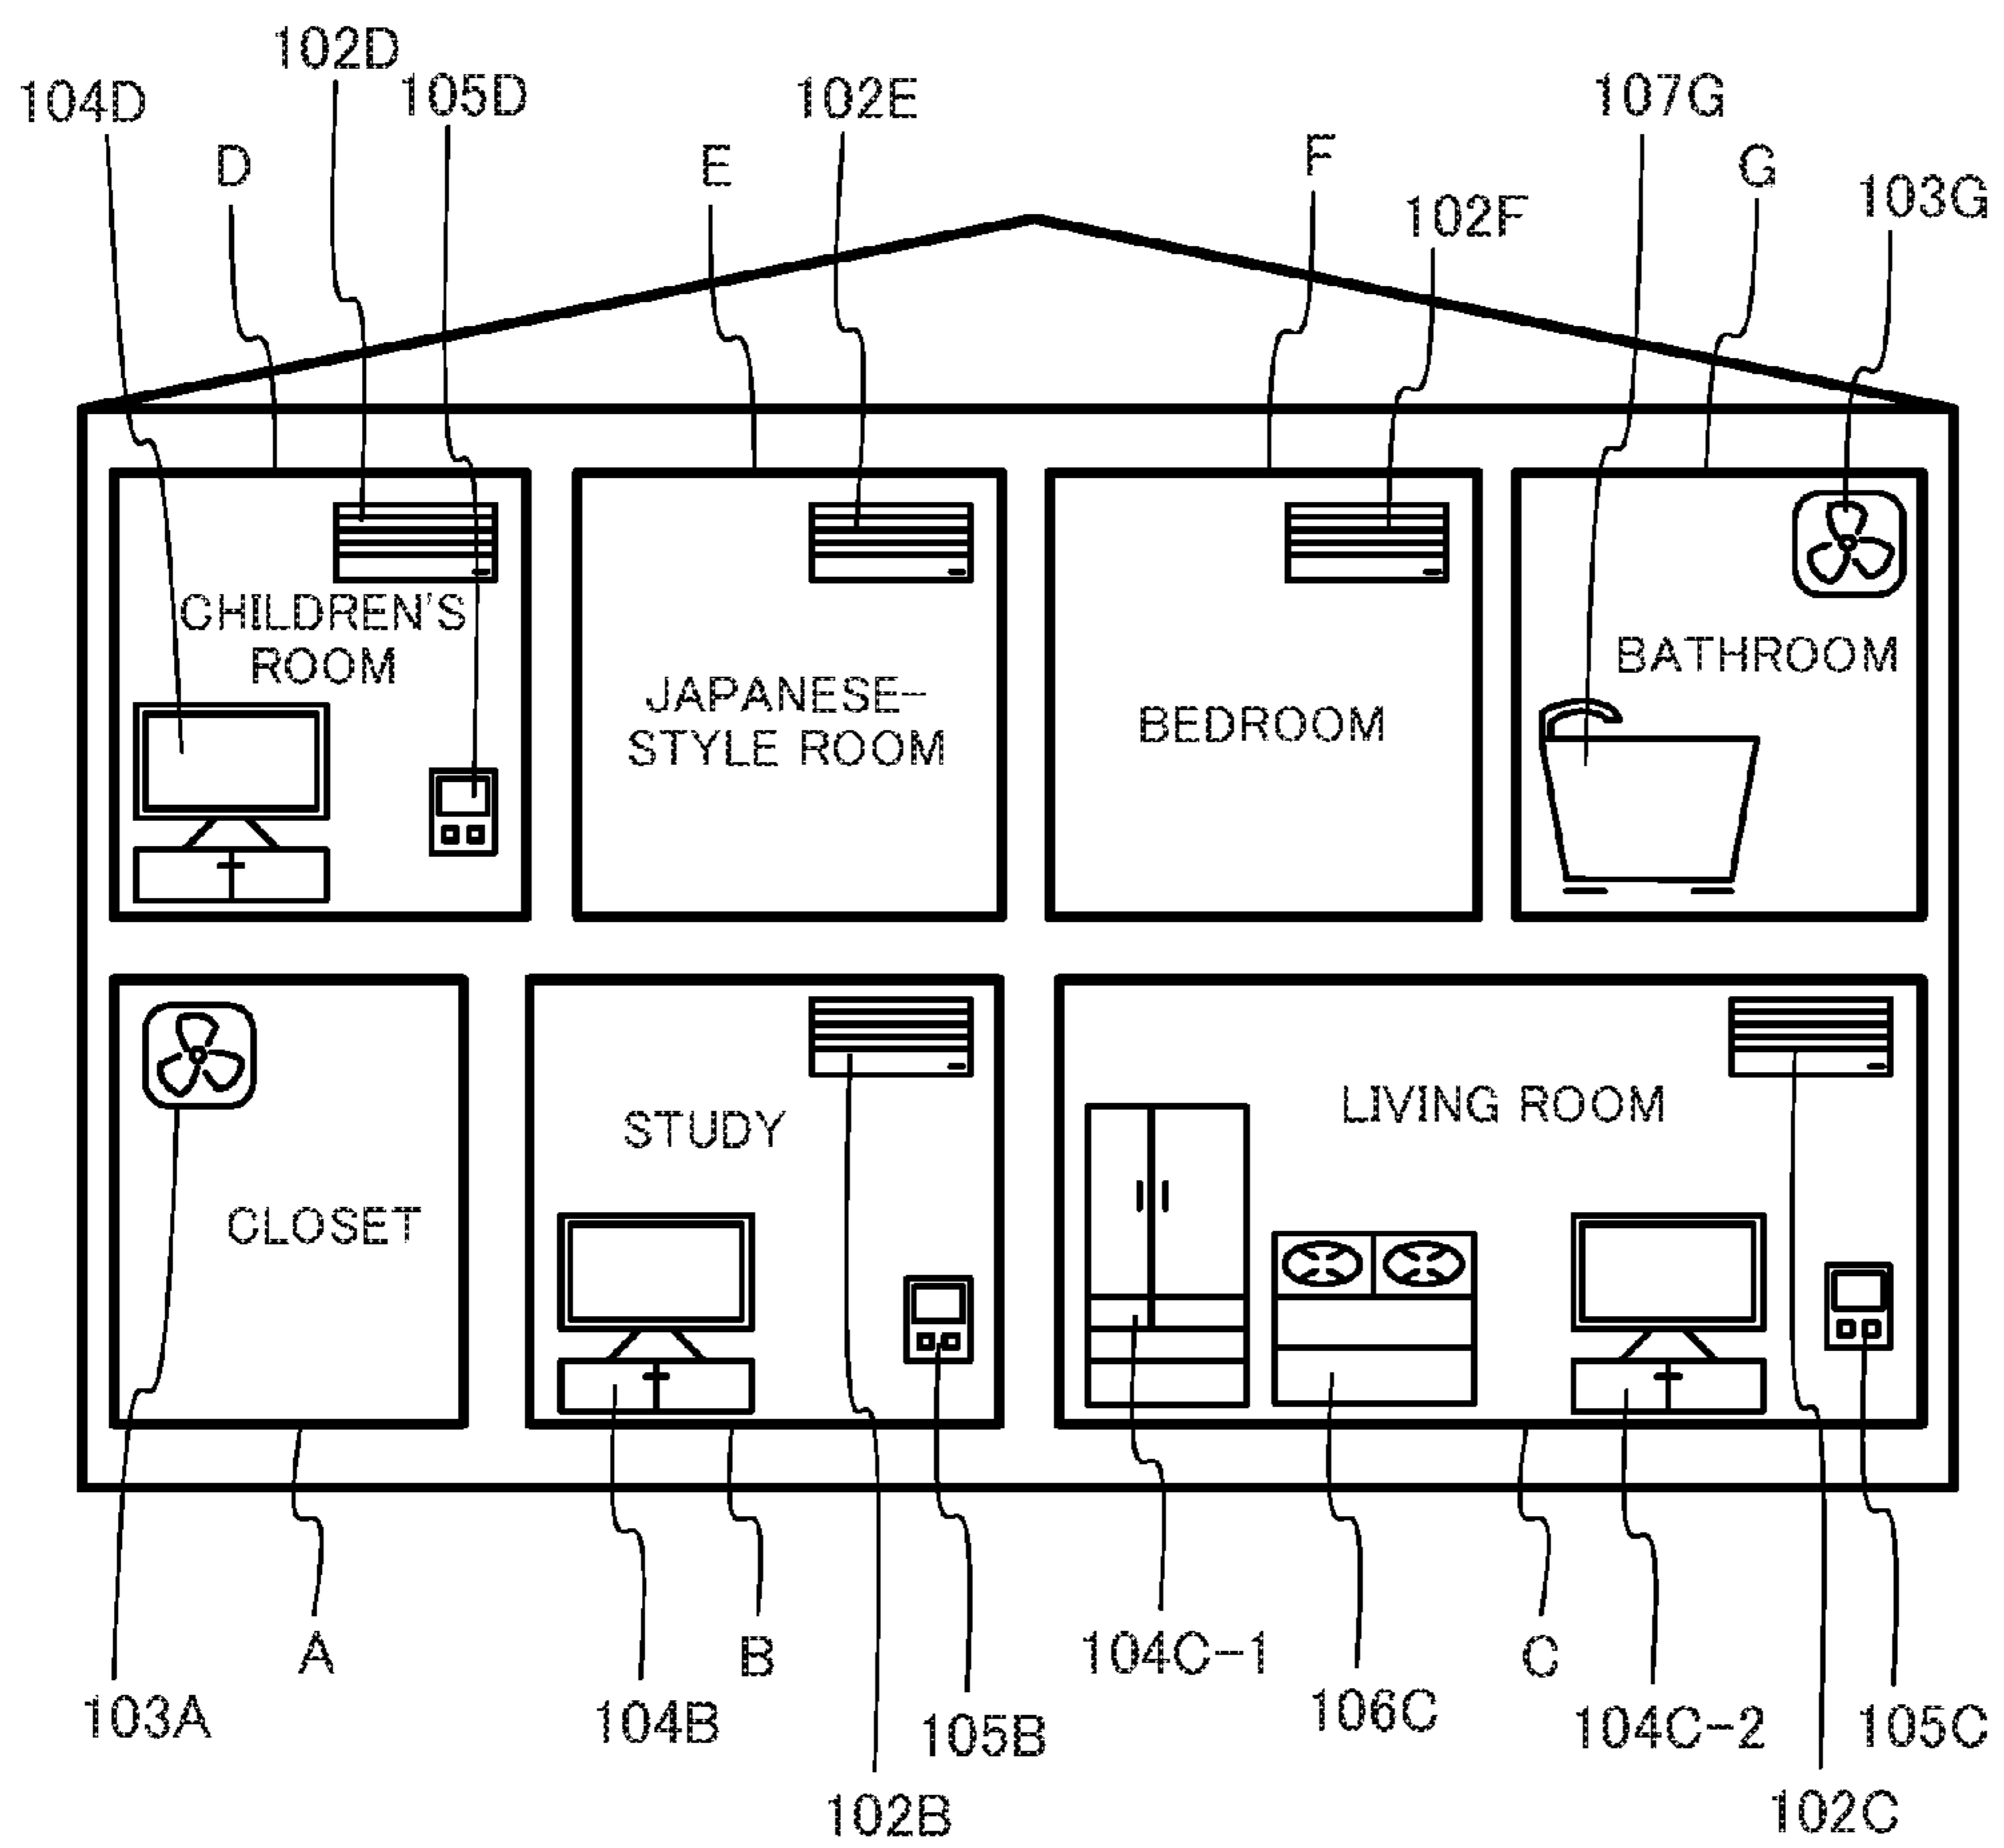 102D
104D
105D
102E
107G
D
E
F
G
103G
102F
CHILDREN'S
ROOM
JAPANESE-
STYLE ROOM
BEDROOM
BATHROOM
CLOSET
STUDY
LIVING ROOM
A
B
104C-1
C
103A
104B
105B
106C
104C-2
105C
102B
102C